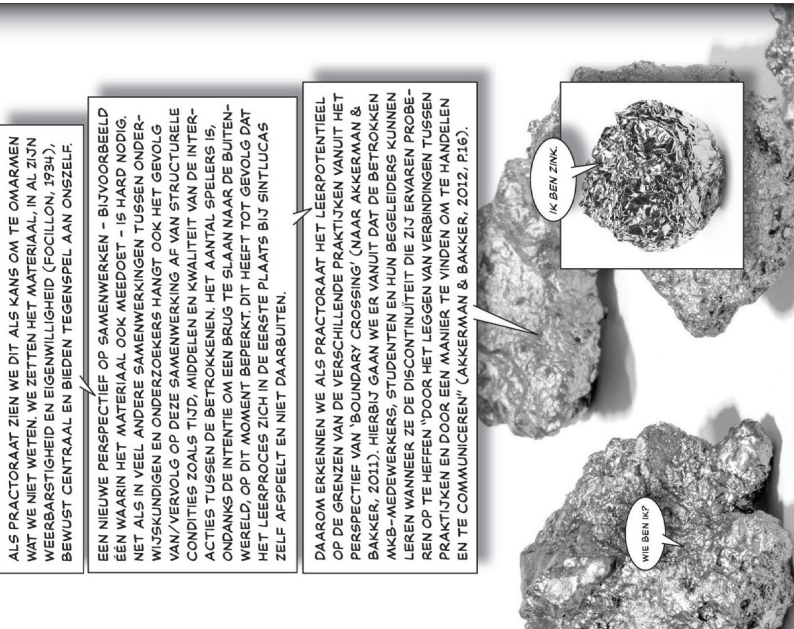 ALS PRACTORAAT ZIEN WE DIT ALS KANS OM TE OMARMEN
WAT WE NIET WETEN. WE ZETTEN HET MATERIAAL, IN AL ZIJN
WEERBARSTIGHEID EN EIGENWILLIGHEID (FOCILLON, 1934),
BEWUST CENTRAAL EN BIEDEN TEGENSPEL AAN ONSZELF.
EEN NIEUWE PERSPECTIEF OP SAMENWERKEN - BIJVOORBEELD
ÉÉN WAARIN HET MATERIAAL OOK MEEDOET - IS HARD NODIG.
NET ALS IN VEEL ANDERE SAMENWERKINGEN TUSSEN ONDER-
WIJSKUNDIGEN EN ONDERZOEKERS HANGT OOK HET GEVOLG
VAN/VERVOLG OP DEZE SAMENWERKING AF VAN STRUCTURELE
CONDITIES ZOALS TIJD, MIDDELEN EN KWALITEIT VAN DE INTER-
ACTIES TUSSEN DE BETROKKENEN. HET AANTAL SPELERS IS,
ONDANKS DE INTENTIE OM EEN BRUG TE SLAAN NAAR DE BUITEN-
WERELD, OP DIT MOMENT BEPERKT. DIT HEEFT TOT GEVOLG DAT
HET LEERPROCES ZICH IN DE EERSTE PLAATS BIJ SINTLUCAS
ZELF AFSPEELT EN NIET DAARBUITEN.
DAAROM ERKENNEN WE ALS PRACTORAAT HET LEERPOTENTIEEL
OP DE GRENZEN VAN DE VERSCHILLENDE PRAKTIJKEN VANUIT HET
PERSPECTIEF VAN 'BOUNDARY CROSSING' (NAAR AKKERMAN &
BAKKER, 2011). HIERBIJ GAAN WE ER VANUIT DAT DE BETROKKEN
MKB-MEDEWERKERS, STUDENTEN EN HUN BEGELEIDERS KUNNEN
LEREN WANNEER ZE DE DISCONTINUÏTEIT DIE ZIJ ERVAREN PROBE-
REN OP TE HEFFEN "DOOR HET LEGGEN VAN VERBINDINGEN TUSSEN
PRAKTIJKEN EN DOOR EEN MANIER TE VINDEN OM TE HANDELEN
EN TE COMMUNICEREN" (AKKERMAN & BAKKER, 2012, P.16).
IK BEN ZINK.
WIE BEN IK?